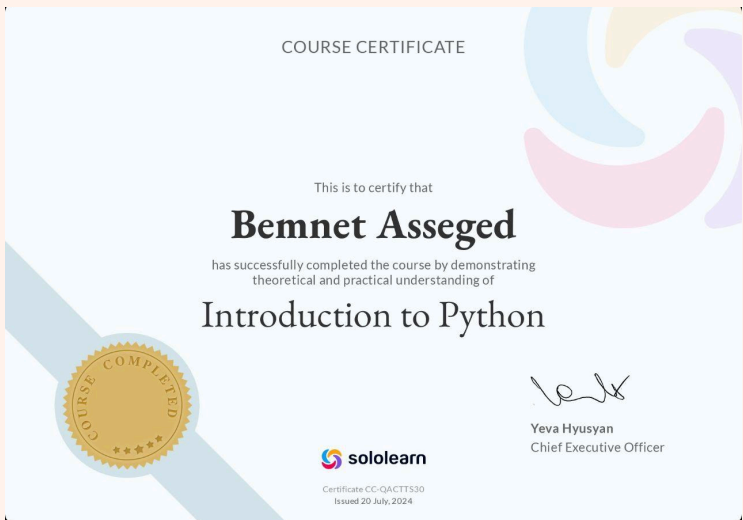 COURSE CERTIFICATE
This is to certify that
Bemnet Asseged
has successfully completed the course by demonstrating
theoretical and practical understanding of
Introduction to Python
COURSE COMPLETED
Yeva Hyusyan
Chief Executive Officer
sololearn
Certificate CC-QACTTS30
Issued 20 July, 2024